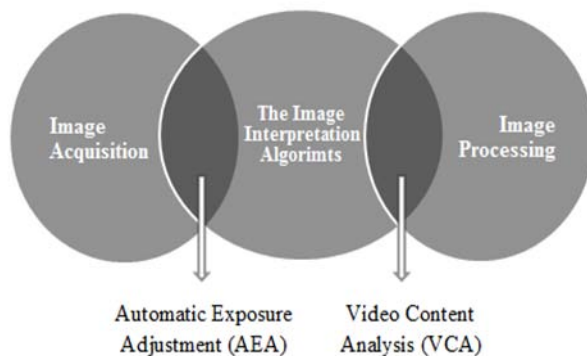 Image
Acquisition
The Image
Interpretation
Algorimts
Image
Processing
Automatic Exposure
Adjustment (AEA)
Video Content
Analysis (VCA)